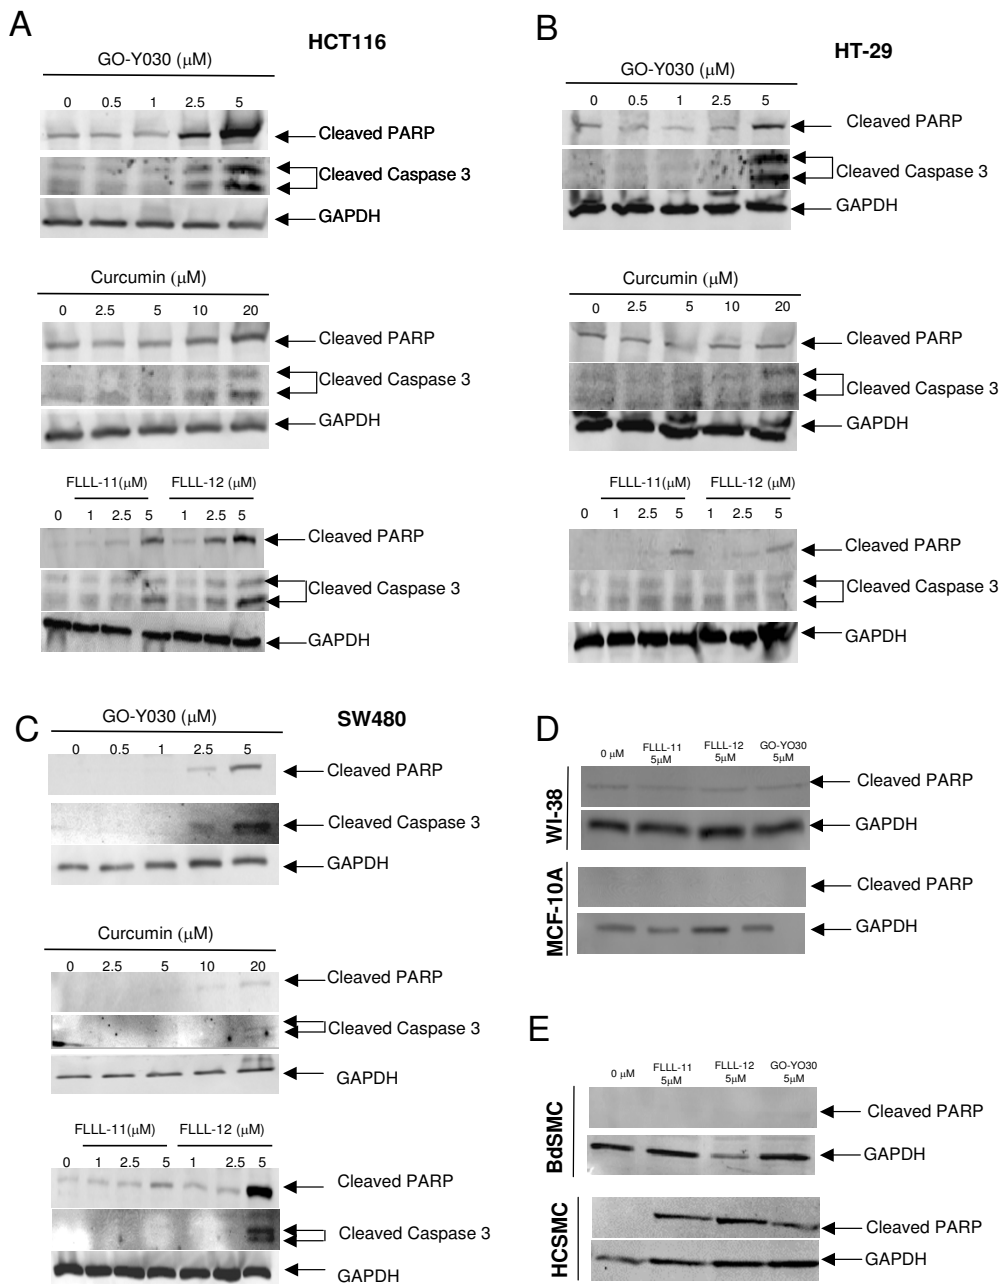 A
HCT116
GO-Y030 (μM)
0 0.5 1 2.5 5
Cleaved PARP
Cleaved Caspase 3
GAPDH
Curcumin (μM)
0 2.5 5 10 20
Cleaved PARP
Cleaved Caspase 3
GAPDH
FLLL-11(μM) FLLL-12 (μM)
0 1 2.5 5 1 2.5 5
Cleaved PARP
Cleaved Caspase 3
GAPDH
B
HT-29
GO-Y030 (μM)
0 0.5 1 2.5 5
Cleaved PARP
Cleaved Caspase 3
GAPDH
Curcumin (μM)
0 2.5 5 10 20
Cleaved PARP
Cleaved Caspase 3
GAPDH
FLLL-11(μM) FLLL-12 (μM)
0 1 2.5 5 1 2.5 5
Cleaved PARP
Cleaved Caspase 3
GAPDH
C
SW480
GO-Y030 (μM)
0 0.5 1 2.5 5
Cleaved PARP
Cleaved Caspase 3
GAPDH
Curcumin (μM)
0 2.5 5 10 20
Cleaved PARP
Cleaved Caspase 3
GAPDH
FLLL-11(μM) FLLL-12 (μM)
0 1 2.5 5 1 2.5 5
Cleaved PARP
Cleaved Caspase 3
GAPDH
D
0 μM FLLL-11 FLLL-12 GO-YO30
5μM 5μM 5μM
WI-38
Cleaved PARP
GAPDH
MCF-10A
Cleaved PARP
GAPDH
E
0 μM FLLL-11 FLLL-12 GO-YO30
5μM 5μM 5μM
BdSMC
Cleaved PARP
GAPDH
HCSMC
Cleaved PARP
GAPDH